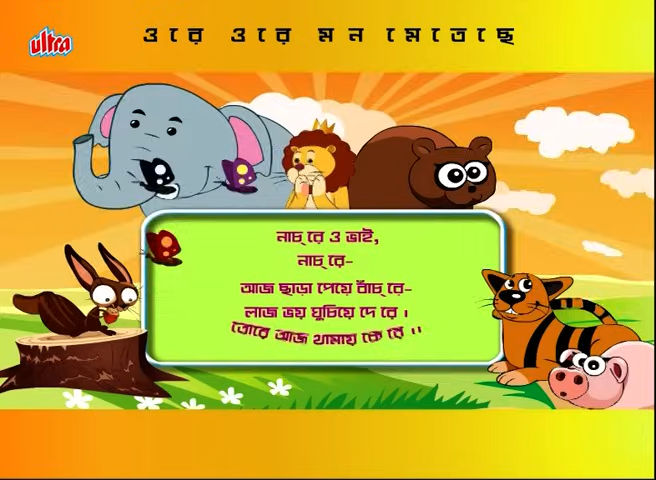 ultra
ওরে ওরে মন মেতেছে
নাচ্ রে ও ভাই,
নাচ্ রে-
আজ ছাড়া পেয়ে বাঁচ্ রে-
লাজ ভয় ঘুচিয়ে দে রে।
তোরে আজ থামায় কে রে॥